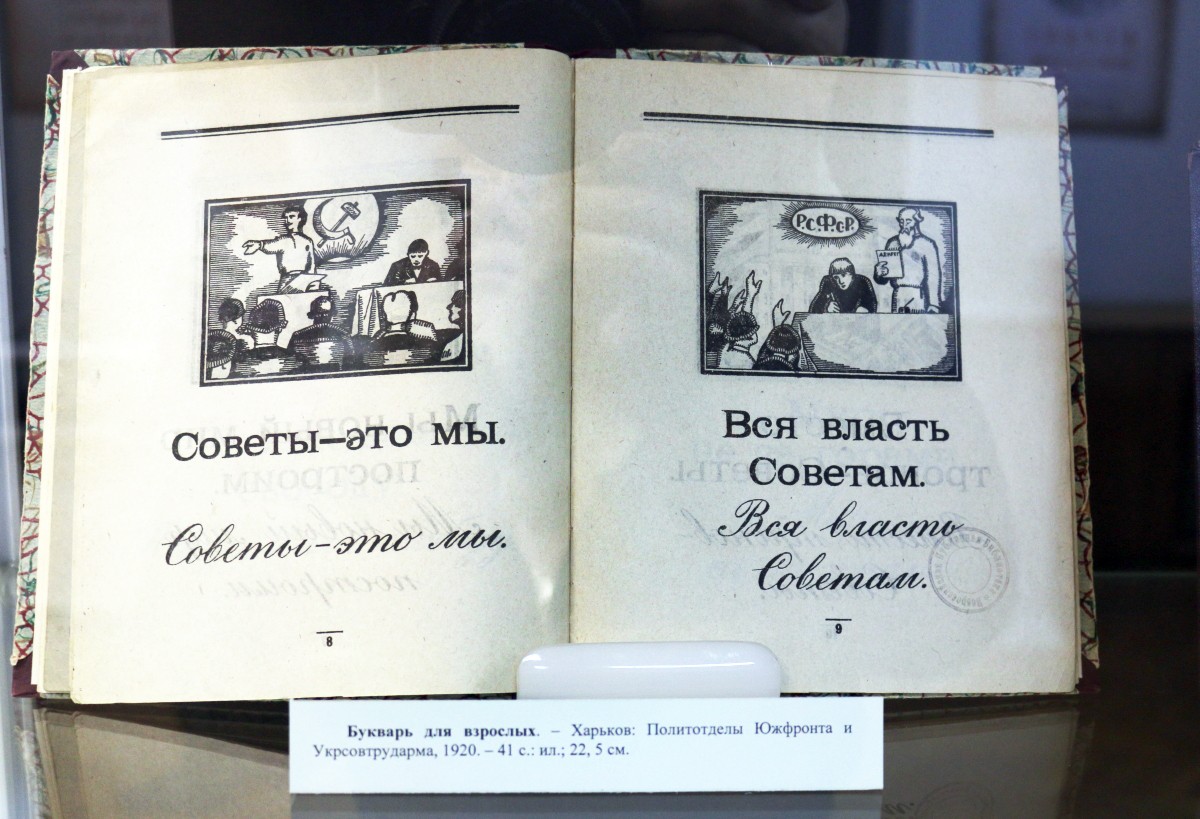 Советы—это мы.
Советы-это мы.
8
Р.С.Ф.С.Р.
ДЕКРЕТ
Вся власть
Советам.
Вся власть
Советам.
9
Букварь для взрослых. – Харьков: Политотделы Южфронта и
Укрсовтрударма, 1920. – 41 с.: ил.; 22, 5 см.